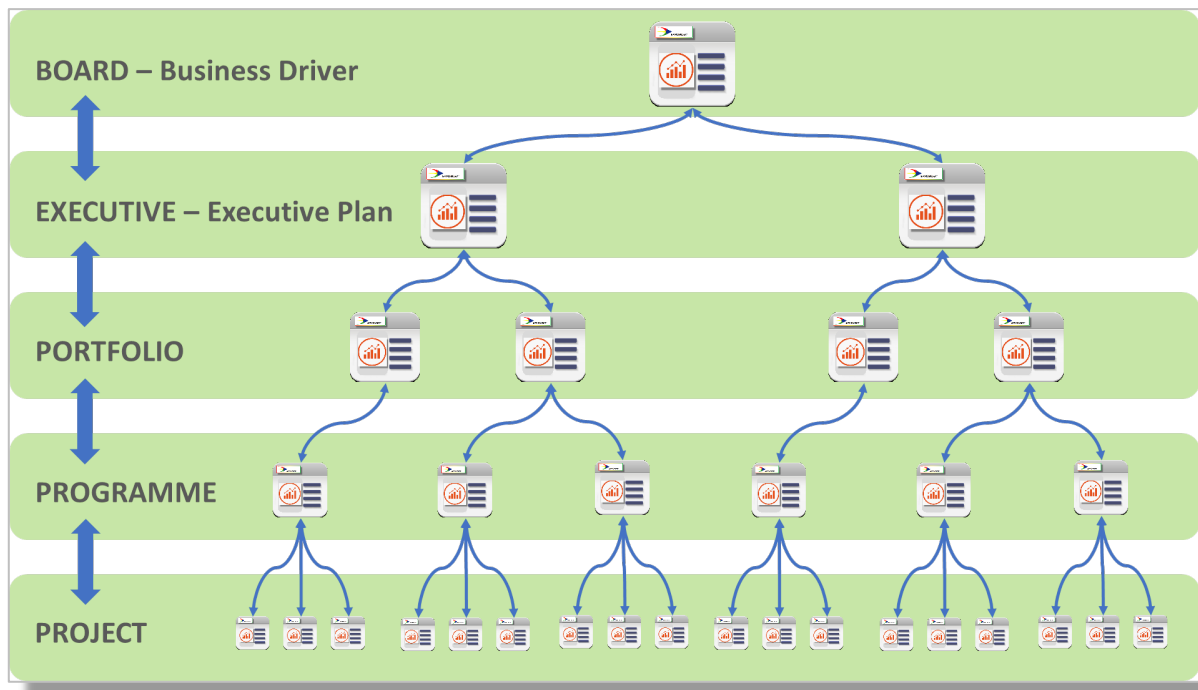 BOARD – Business Driver
EXECUTIVE – Executive Plan
PORTFOLIO
PROGRAMME
PROJECT